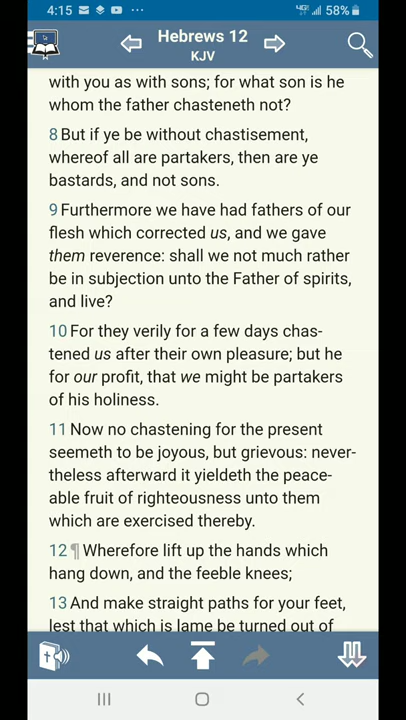 4:15 ... 58%
Hebrews 12
KJV
with you as with sons; for what son is he
whom the father chasteneth not?
8 But if ye be without chastisement,
whereof all are partakers, then are ye
bastards, and not sons.
9 Furthermore we have had fathers of our
flesh which corrected us, and we gave
them reverence: shall we not much rather
be in subjection unto the Father of spirits,
and live?
10 For they verily for a few days chas-
tened us after their own pleasure; but he
for our profit, that we might be partakers
of his holiness.
11 Now no chastening for the present
seemeth to be joyous, but grievous: never-
theless afterward it yieldeth the peace-
able fruit of righteousness unto them
which are exercised thereby.
12 ¶ Wherefore lift up the hands which
hang down, and the feeble knees;
13 And make straight paths for your feet,
lest that which is lame be turned out of